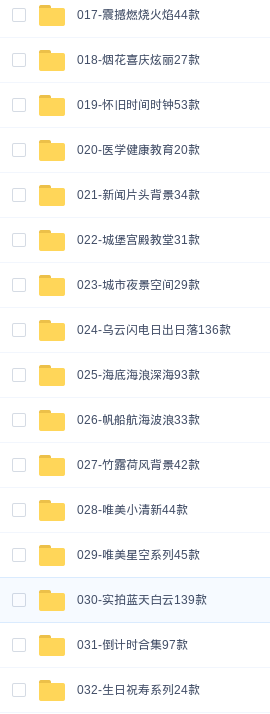 017-震撼燃烧火焰44款
018-烟花喜庆炫丽27款
019-怀旧时间时钟53款
020-医学健康教育20款
021-新闻片头背景34款
022-城堡宫殿教堂31款
023-城市夜景空间29款
024-乌云闪电日出日落136款
025-海底海浪深海93款
026-帆船航海波浪33款
027-竹露荷风背景42款
028-唯美小清新44款
029-唯美星空系列45款
030-实拍蓝天白云139款
031-倒计时合集97款
032-生日祝寿系列24款